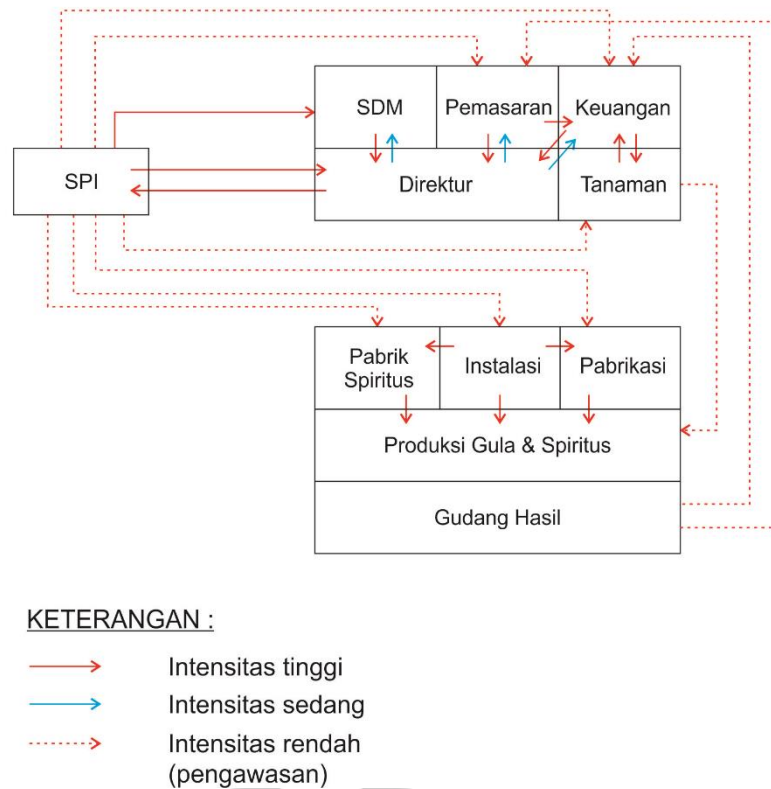 SDM
Pemasaran
Keuangan
SPI
Direktur
Tanaman
Pabrik
Spiritus
Instalasi
Pabrikasi
Produksi Gula & Spiritus
Gudang Hasil
KETERANGAN :
Intensitas tinggi
Intensitas sedang
Intensitas rendah
(pengawasan)